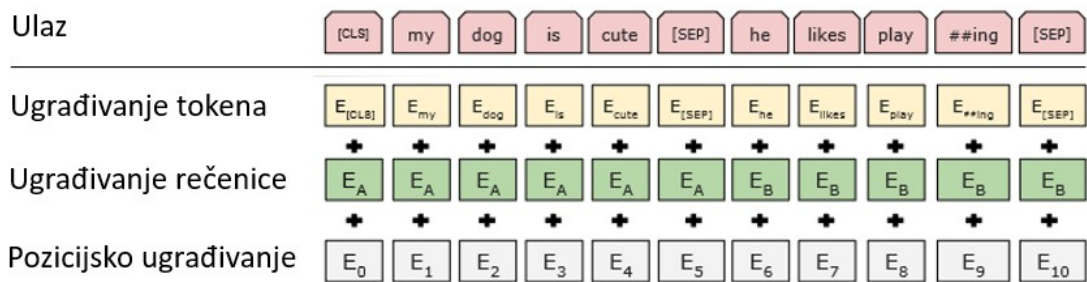 Ulaz [CLS] my dog is cute [SEP] he likes play ##ing [SEP]
Ugrađivanje tokena E[CLS] Emy Edog Eis Ecute E[SEP] Ehe Elikes Eplay E##ing E[SEP]
+ + + + + + + + + + +
Ugrađivanje rečenice EA EA EA EA EA EA EB EB EB EB EB
+ + + + + + + + + + +
Pozicijsko ugrađivanje E0 E1 E2 E3 E4 E5 E6 E7 E8 E9 E10